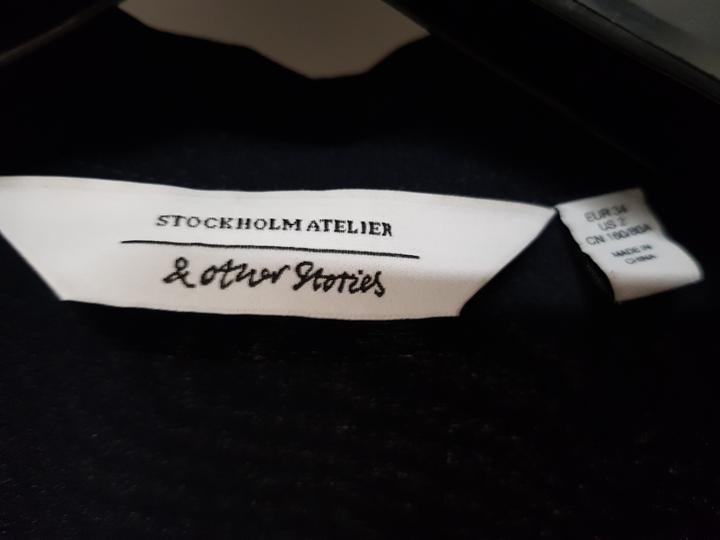 STOCKHOLM ATELIER
& other Stories
EUR 34
US 2
CN 160/80A
MADE IN
CHINA